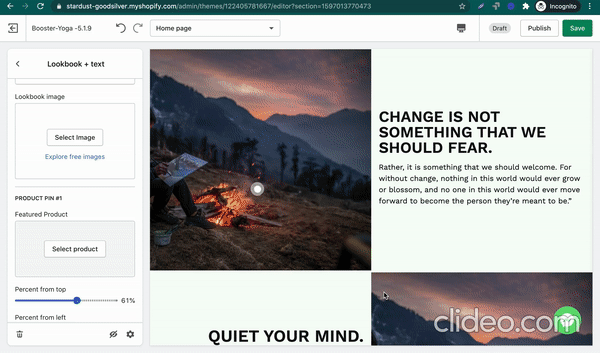 stardust-goodsilver.myshopify.com/admin/themes/122405781667/editor?section=1597013770473
Incognito
Booster-Yoga -5.1.9
Home page
Draft
Publish
Save
Lookbook + text
Lookbook image
Select Image
Explore free images
PRODUCT PIN #1
Featured Product
Select product
Percent from top
61%
Percent from left
CHANGE IS NOT
SOMETHING THAT WE
SHOULD FEAR.
Rather, it is something that we should welcome. For
without change, nothing in this world would ever grow
or blossom, and no one in this world would ever move
forward to become the person they're meant to be."
QUIET YOUR MIND.
clideo.com